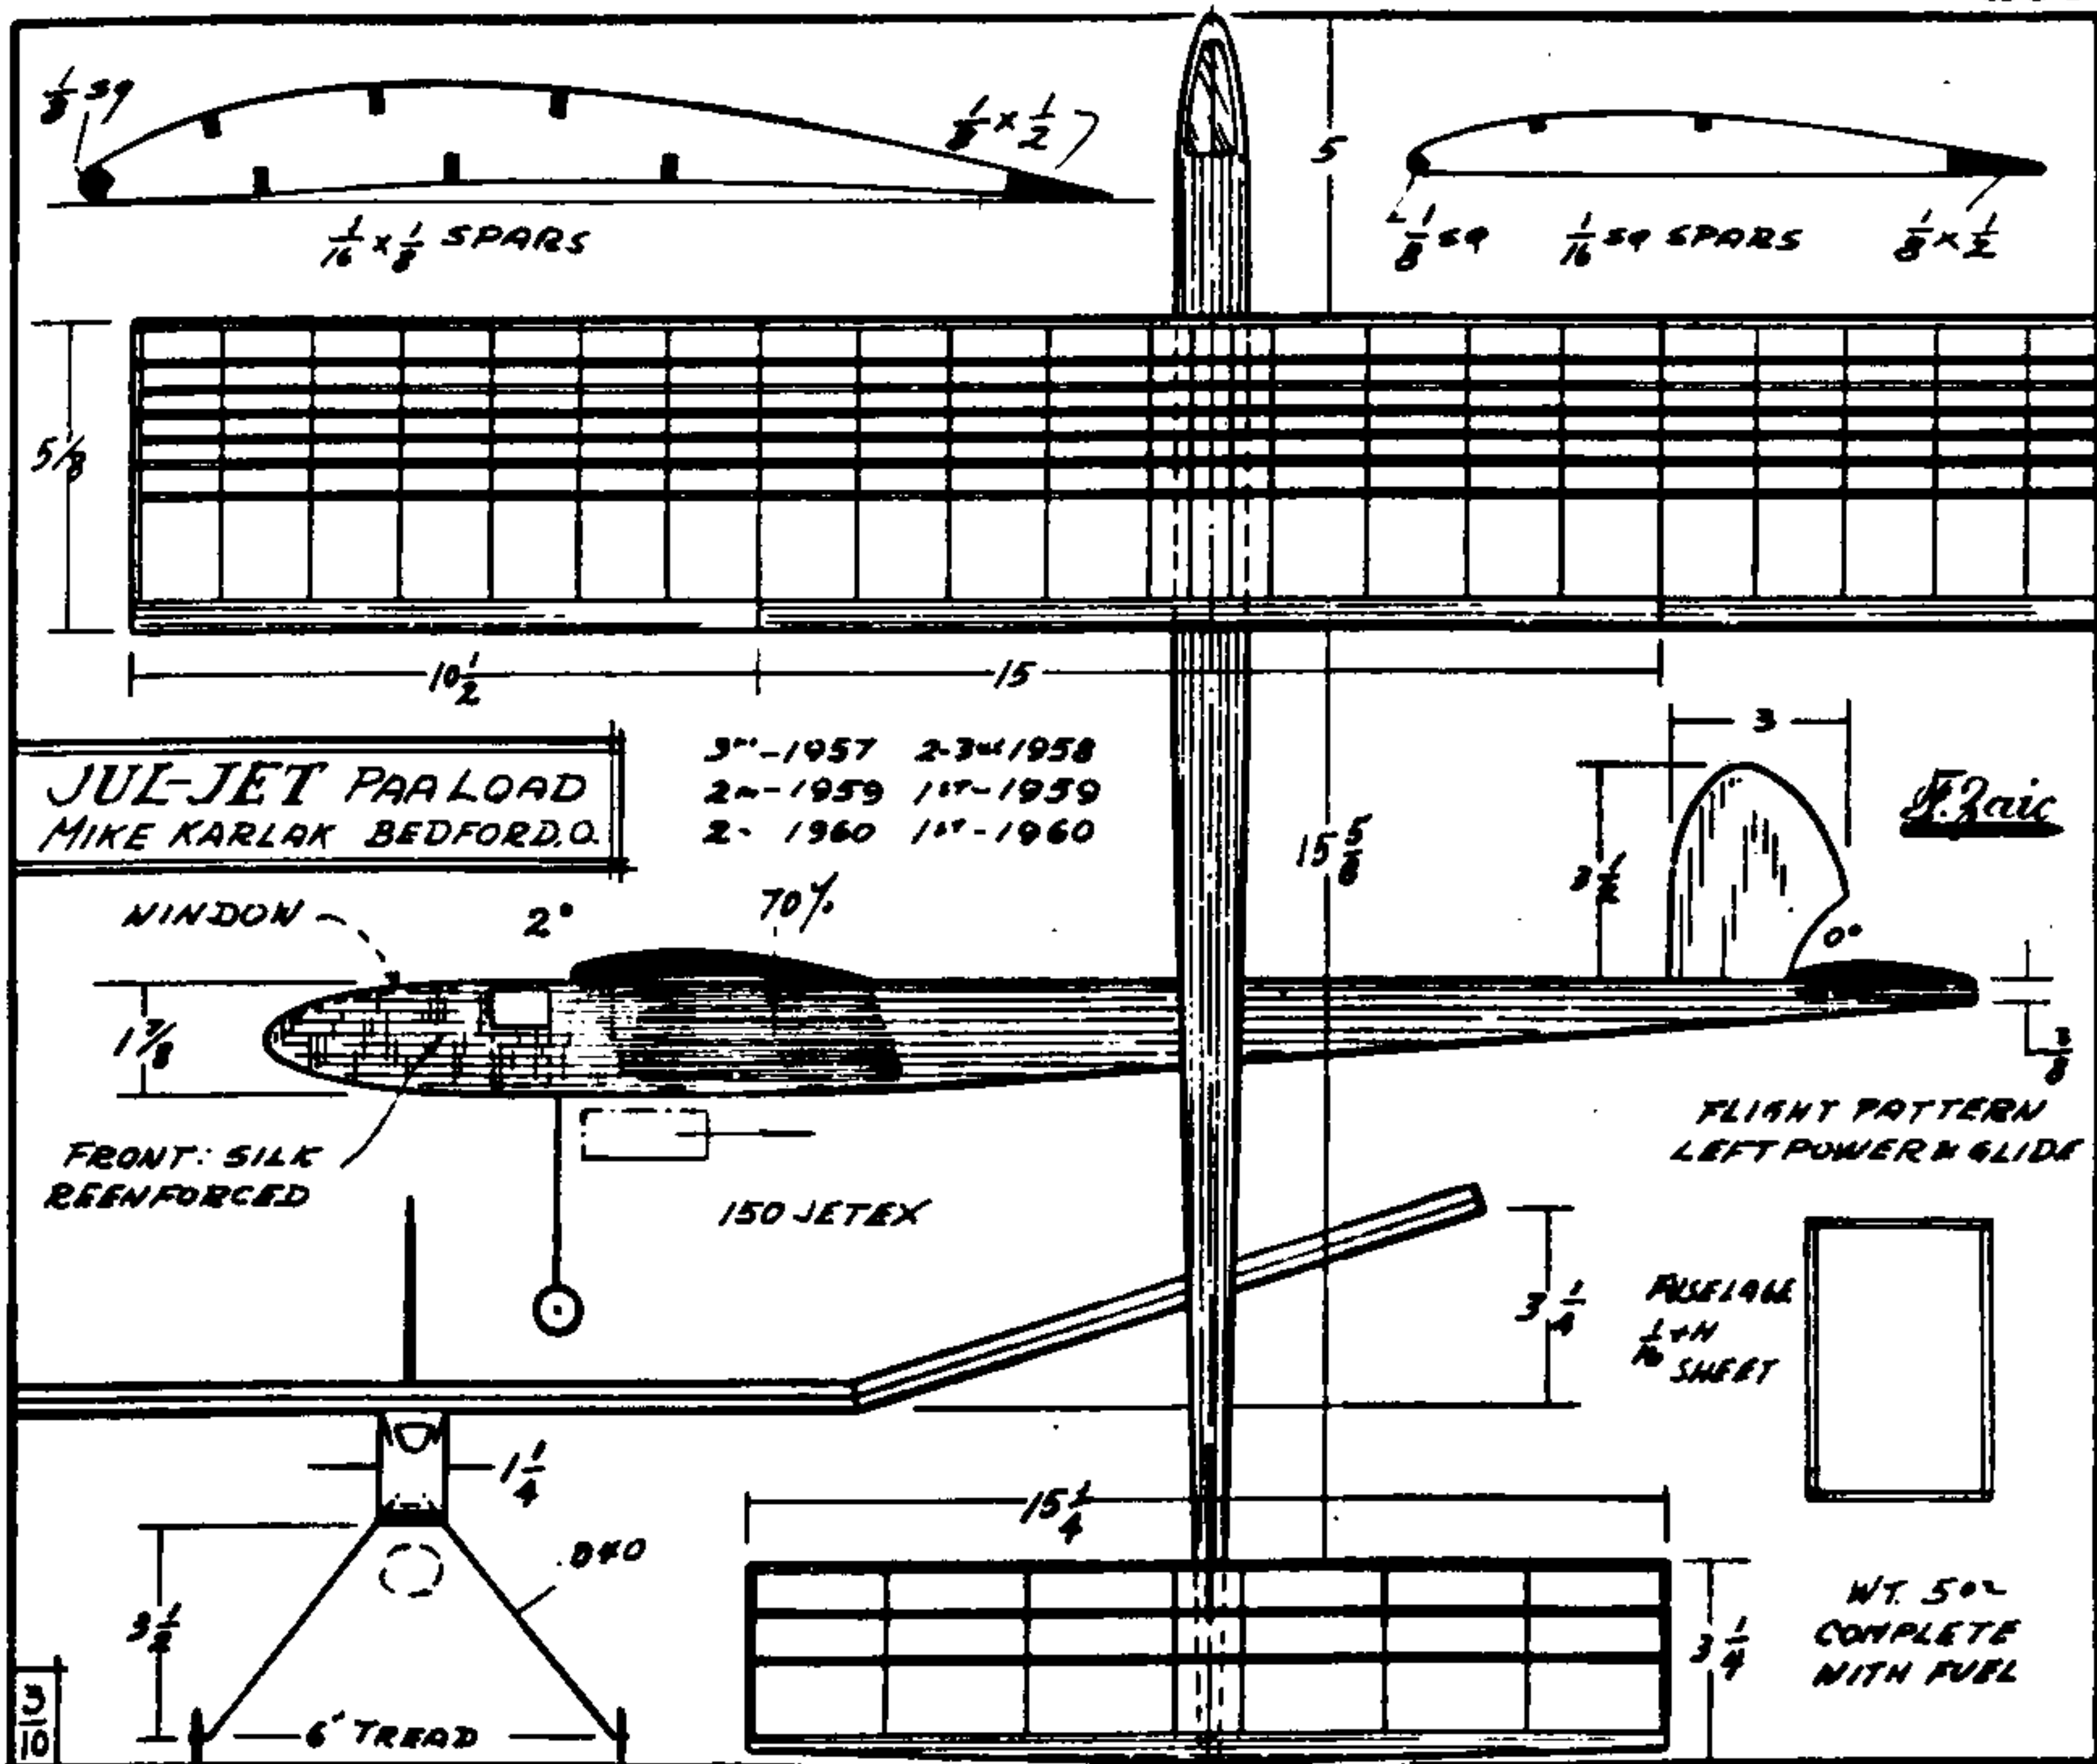 1/8 sq
1/8 x 1/2
1/16 x 1/8 SPARS
5
1/8 sq 1/16 sq SPARS 1/8 x 1/2
5 1/8
10 1/2
15
JUL-JET PAA LOAD
MIKE KARLAK BEDFORD, O.
3RD-1957 2-3RD 1958
2ND-1959 1ST-1959
2- 1960 1ST-1960
15 5/8
3
3 1/2
F. Zaic
WINDOW
2°
70%
0°
1 7/8
3/8
FRONT: SILK
REENFORCED
150 JETEX
FLIGHT PATTERN
LEFT POWER & GLIDE
3 1/4
FUSELAGE
SHEET
1 1/4
15 1/4
.040
3 1/2
6" TREAD
3 1/4
WT. 5 oz
COMPLETE
WITH FUEL
3/10